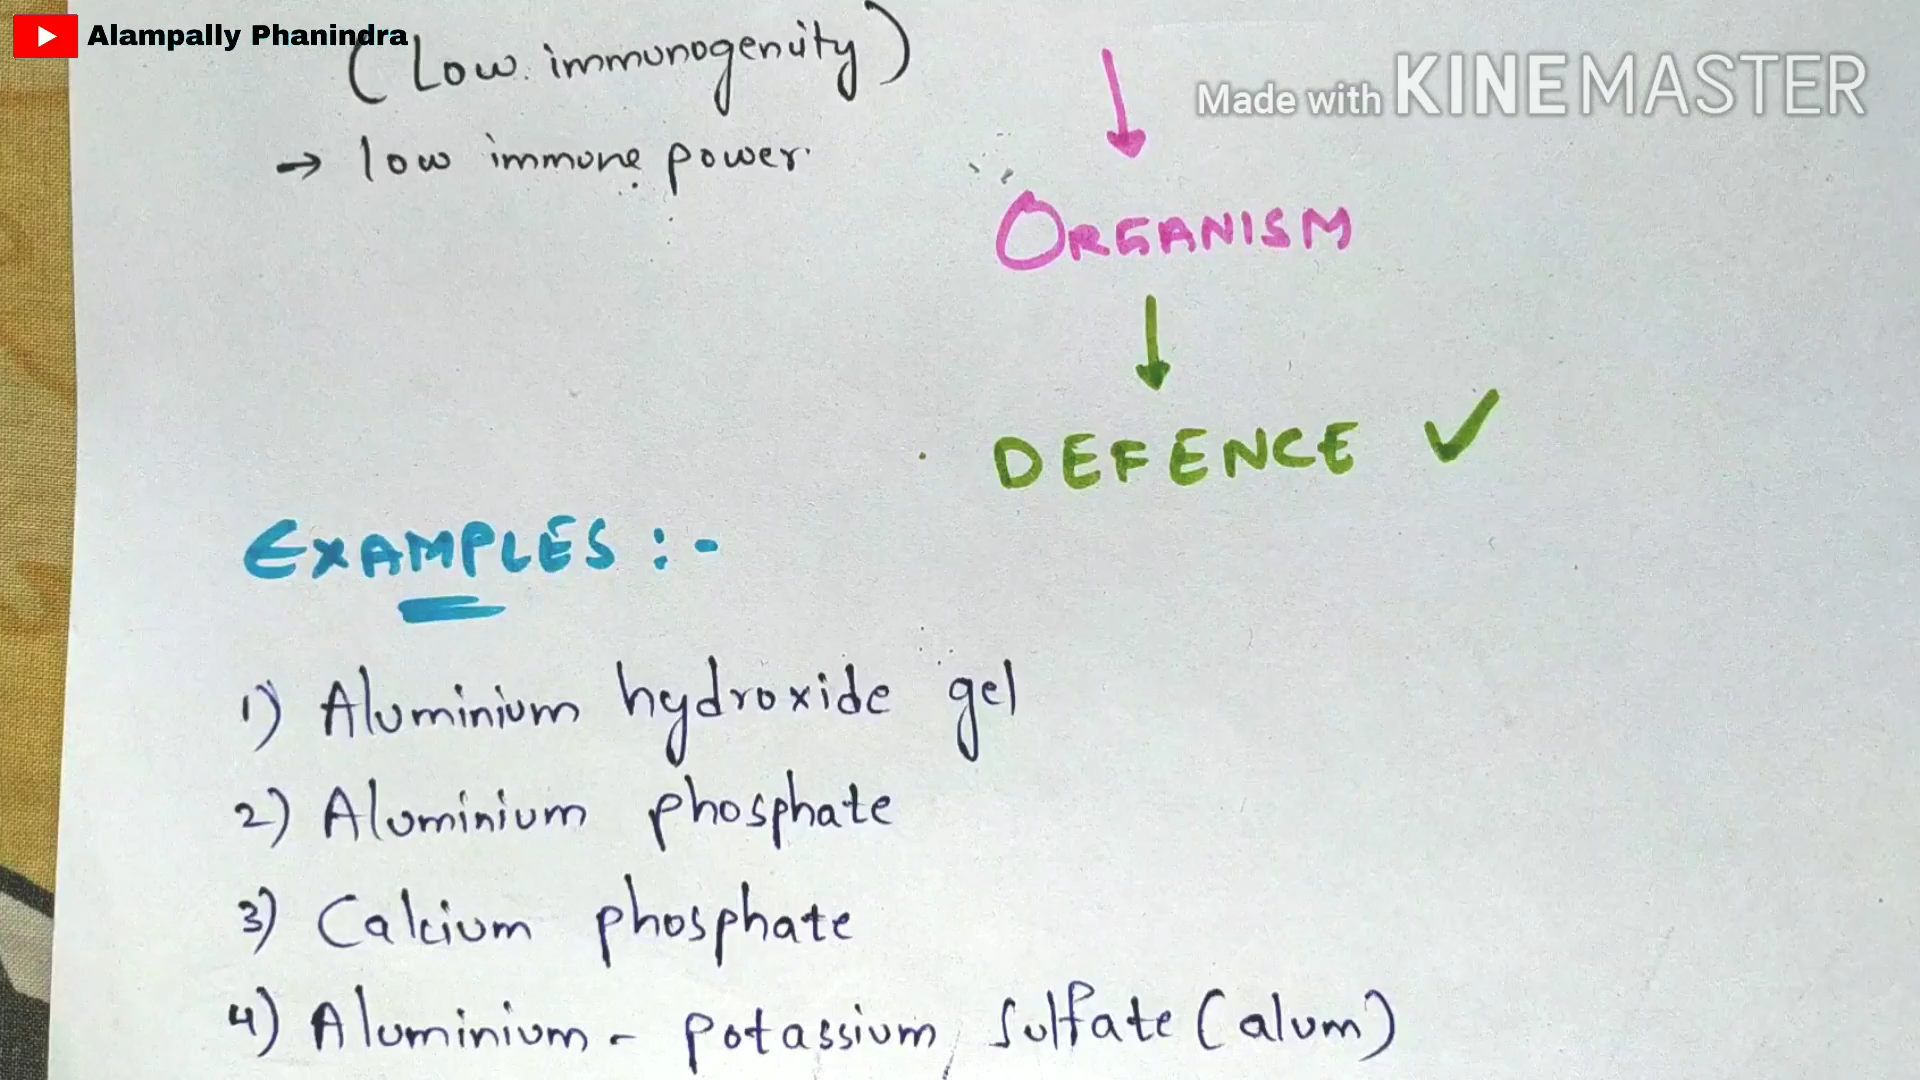 Alampally Phanindra
(Low immunogenuity)
→ low immune power
Made with KINEMASTER
ORGANISM
DEFENCE ✓
EXAMPLES :-
1) Aluminium hydroxide gel
2) Aluminium phosphate
3) Calcium phosphate
4) Aluminium - potassium sulfate (alum)